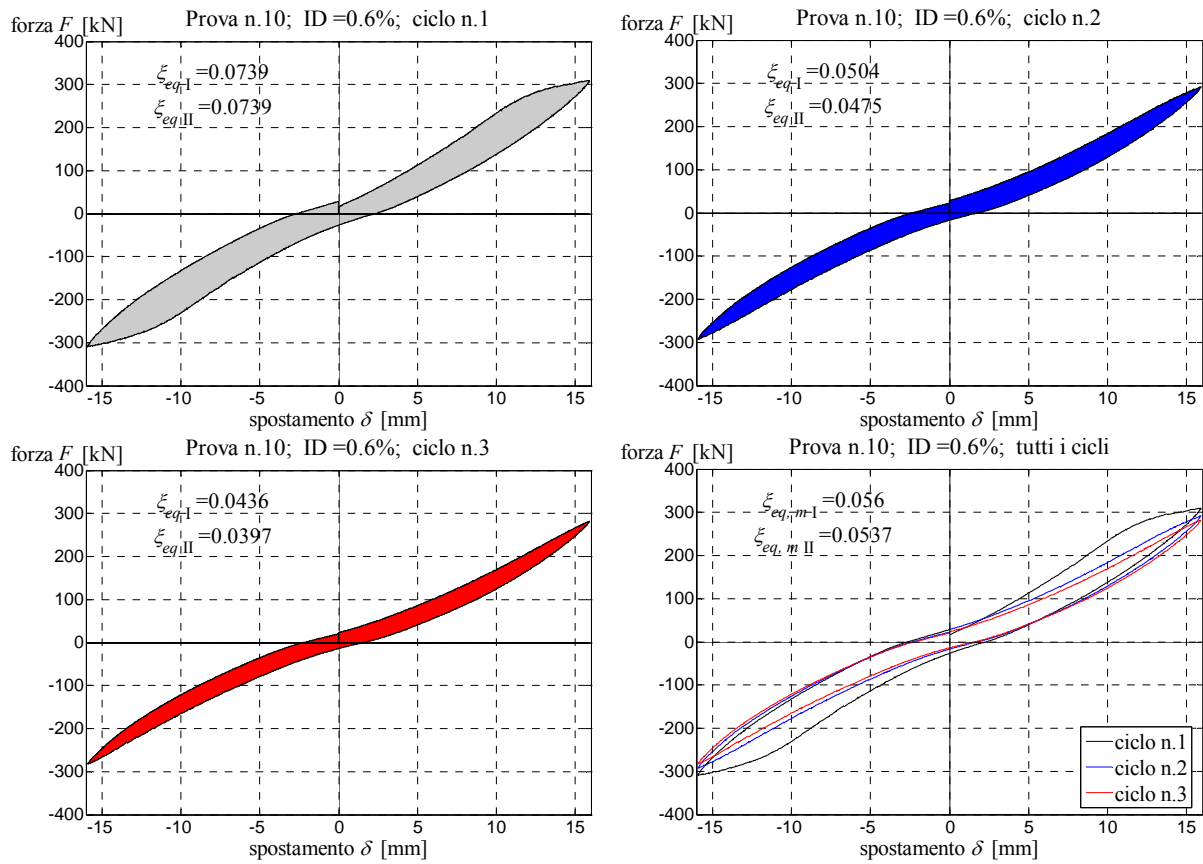 Prova n.10; ID =0.6%; ciclo n.1
forza F [kN]
ξeq I =0.0739
ξeq II =0.0739
400
300
200
100
0
-100
-200
-300
-400
-15 -10 -5 0 5 10 15
spostamento δ [mm]
Prova n.10; ID =0.6%; ciclo n.2
forza F [kN]
ξeq I =0.0504
ξeq II =0.0475
400
300
200
100
0
-100
-200
-300
-400
-15 -10 -5 0 5 10 15
spostamento δ [mm]
Prova n.10; ID =0.6%; ciclo n.3
forza F [kN]
ξeq I =0.0436
ξeq II =0.0397
400
300
200
100
0
-100
-200
-300
-400
-15 -10 -5 0 5 10 15
spostamento δ [mm]
Prova n.10; ID =0.6%; tutti i cicli
forza F [kN]
ξeq, m I =0.056
ξeq, m II =0.0537
400
300
200
100
0
-100
-200
-300
-400
-15 -10 -5 0 5 10 15
spostamento δ [mm]
ciclo n.1
ciclo n.2
ciclo n.3